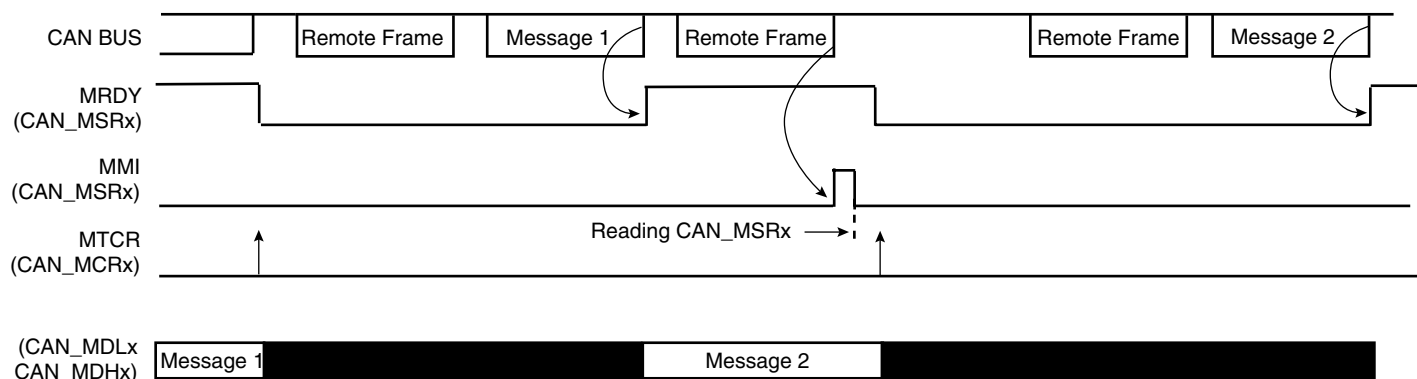 CAN BUS
Remote Frame
Message 1
Remote Frame
Remote Frame
Message 2
MRDY
(CAN_MSRx)
MMI
(CAN_MSRx)
Reading CAN_MSRx
MTCR
(CAN_MCRx)
(CAN_MDLx
CAN_MDHx)
Message 1
Message 2